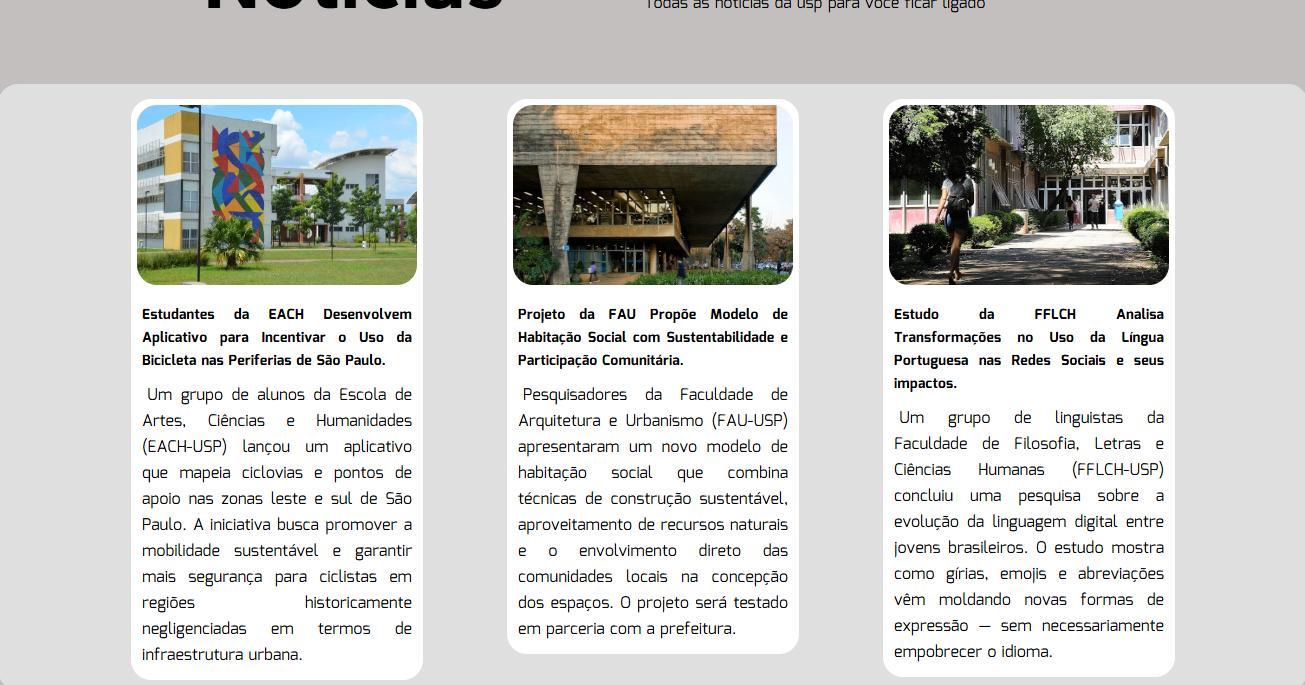 Notícias
Todas as notícias da usp para você ficar ligado
Estudantes da EACH Desenvolvem
Aplicativo para Incentivar o Uso da
Bicicleta nas Periferias de São Paulo.
Um grupo de alunos da Escola de
Artes, Ciências e Humanidades
(EACH-USP) lançou um aplicativo
que mapeia ciclovias e pontos de
apoio nas zonas leste e sul de São
Paulo. A iniciativa busca promover a
mobilidade sustentável e garantir
mais segurança para ciclistas em
regiões historicamente
negligenciadas em termos de
infraestrutura urbana.
Projeto da FAU Propõe Modelo de
Habitação Social com Sustentabilidade e
Participação Comunitária.
Pesquisadores da Faculdade de
Arquitetura e Urbanismo (FAU-USP)
apresentaram um novo modelo de
habitação social que combina
técnicas de construção sustentável,
aproveitamento de recursos naturais
e o envolvimento direto das
comunidades locais na concepção
dos espaços. O projeto será testado
em parceria com a prefeitura.
Estudo da FFLCH Analisa
Transformações no Uso da Língua
Portuguesa nas Redes Sociais e seus
impactos.
Um grupo de linguistas da
Faculdade de Filosofia, Letras e
Ciências Humanas (FFLCH-USP)
concluiu uma pesquisa sobre a
evolução da linguagem digital entre
jovens brasileiros. O estudo mostra
como gírias, emojis e abreviações
vêm moldando novas formas de
expressão — sem necessariamente
empobrecer o idioma.